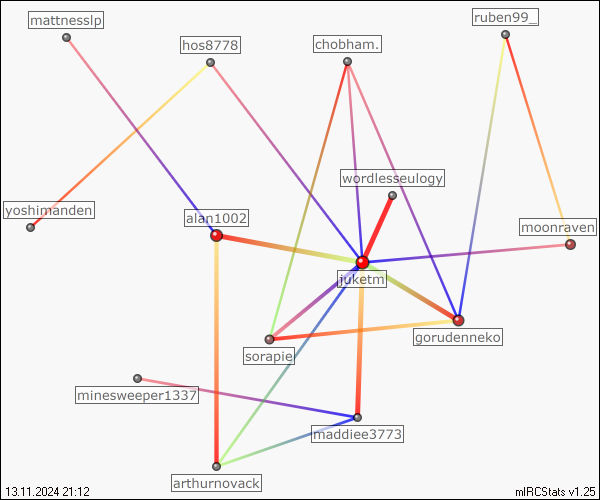 mattnesslp
hos8778
chobham.
ruben99_
wordlesseulogy
yoshimanden
alan1002
moonraven
juketm
gorudenneko
sorapie
minesweeper1337
maddiee3773
arthurnovack
13.11.2024 21:12
mIRCStats v1.25